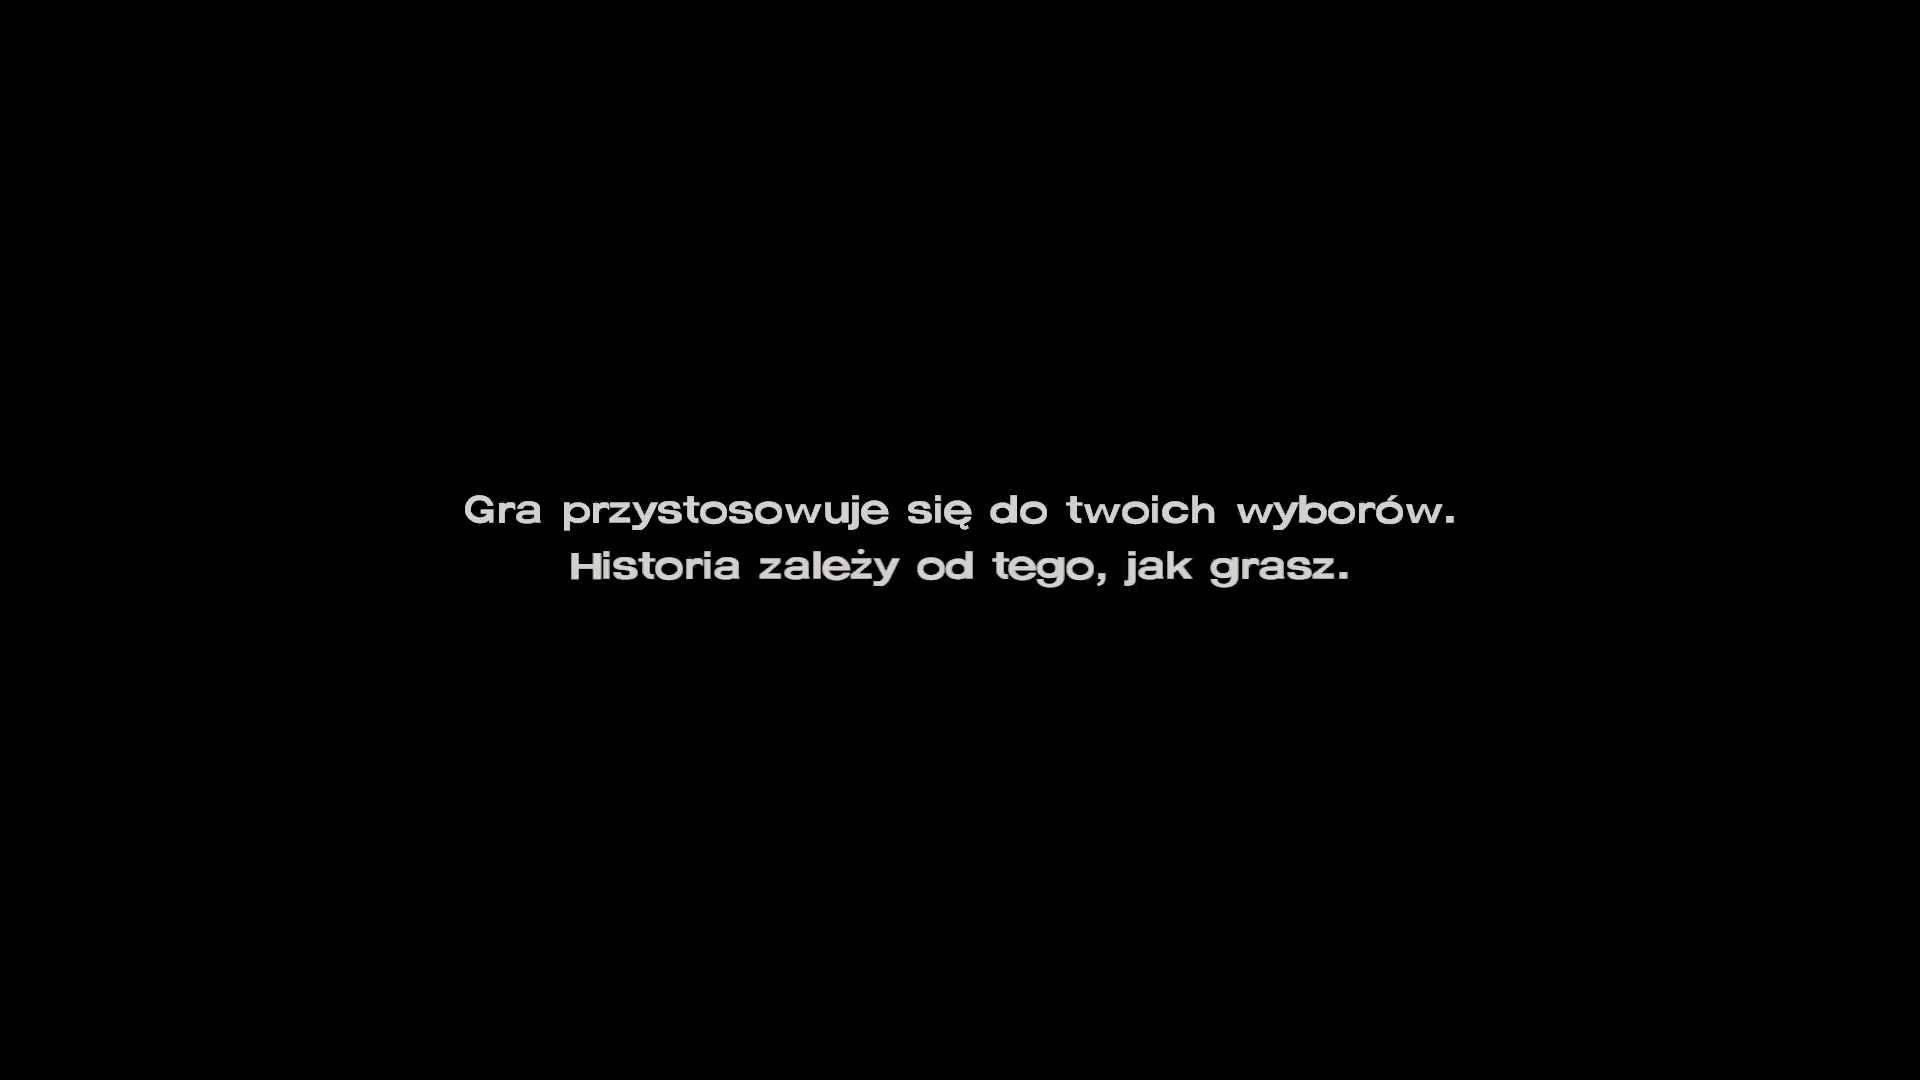 Gra przystosowuje się do twoich wyborów.
Historia zależy od tego, jak grasz.